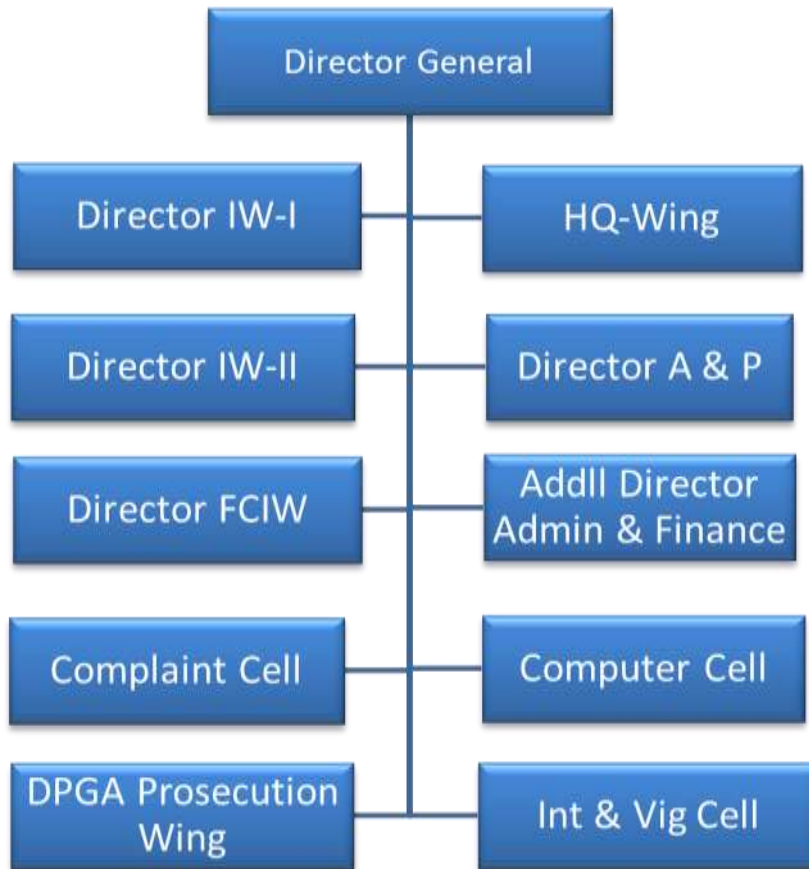 Director General
Director IW-I
HQ-Wing
Director IW-II
Director A & P
Director FCIW
Addll Director
Admin & Finance
Complaint Cell
Computer Cell
DPGA Prosecution
Wing
Int & Vig Cell